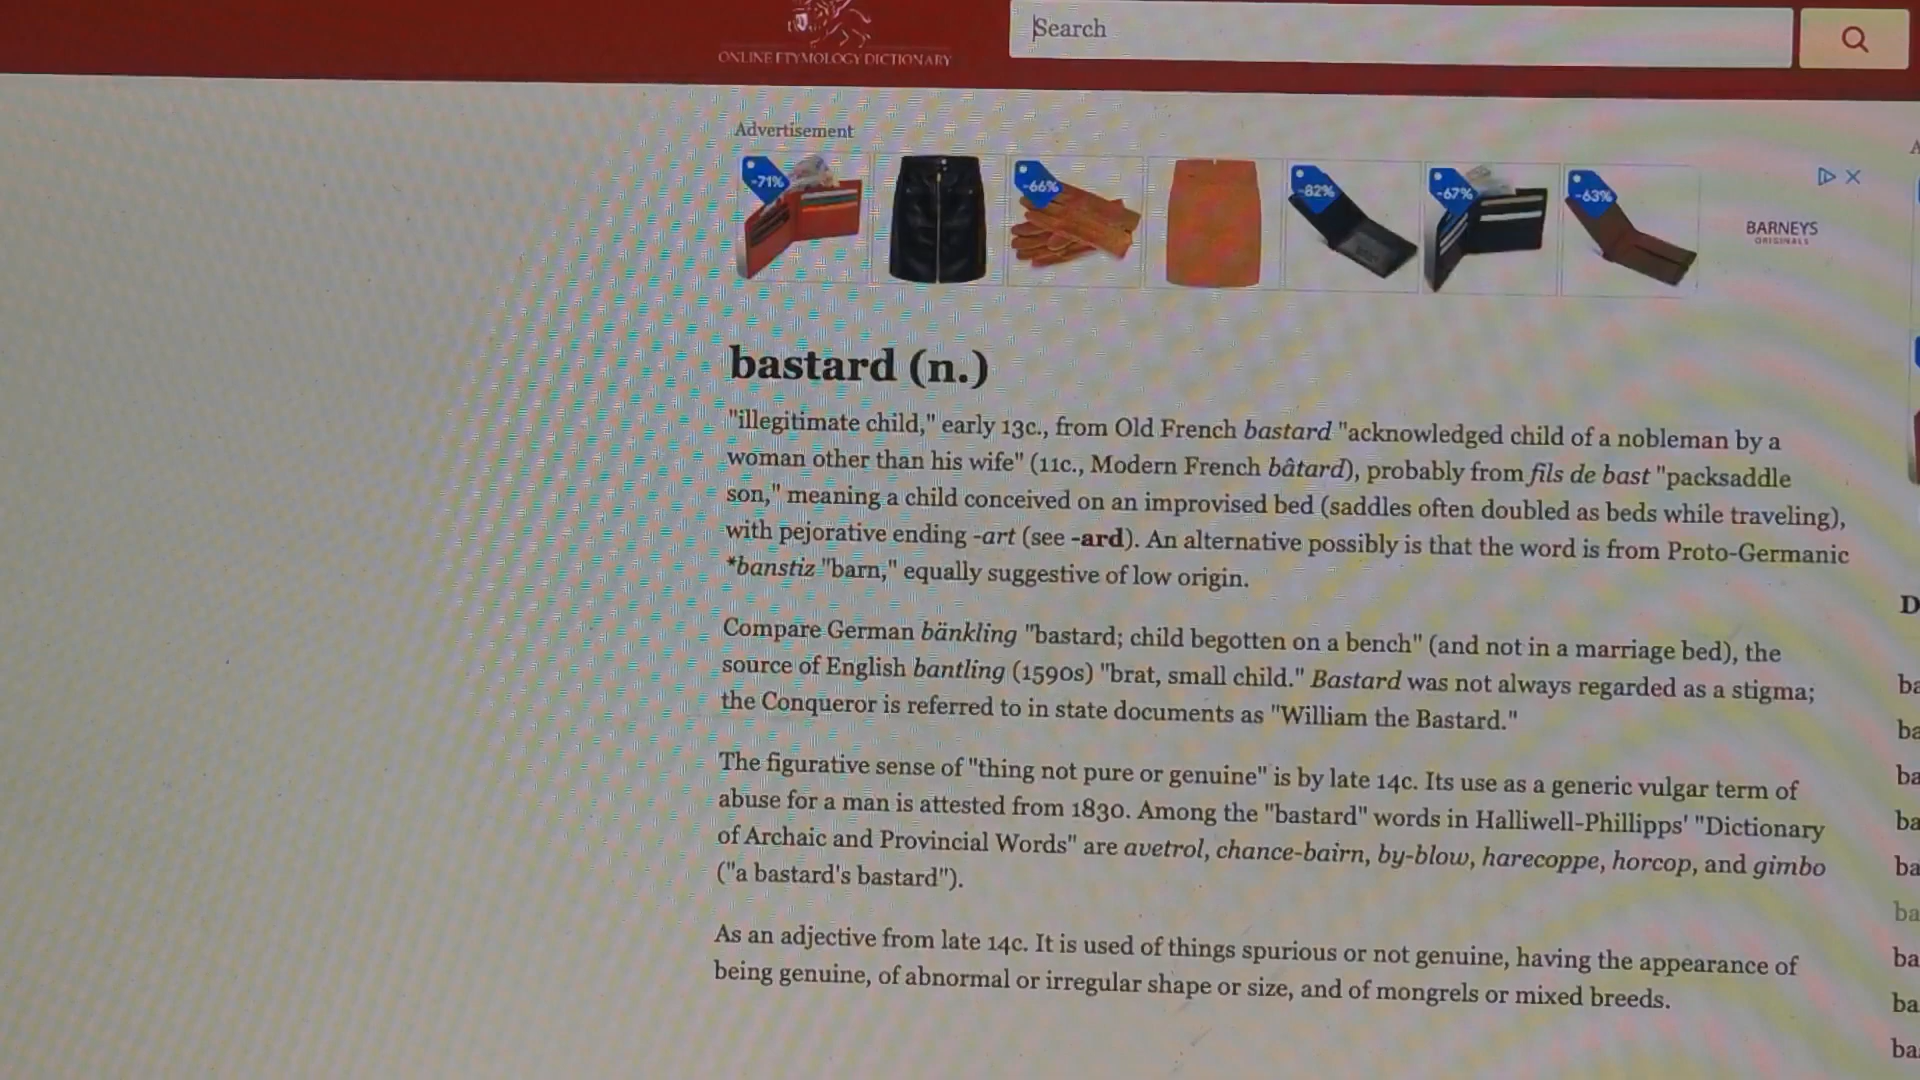 ONLINE ETYMOLOGY DICTIONARY
Search
Advertisement
-71%
-66%
-82%
-67%
-63%
BARNEYS
ORIGINALS
bastard (n.)
"illegitimate child," early 13c., from Old French bastard "acknowledged child of a nobleman by a
woman other than his wife" (11c., Modern French bâtard), probably from fils de bast "packsaddle
son," meaning a child conceived on an improvised bed (saddles often doubled as beds while traveling),
with pejorative ending -art (see -ard). An alternative possibly is that the word is from Proto-Germanic
*banstiz "barn," equally suggestive of low origin.
Compare German bänkling "bastard; child begotten on a bench" (and not in a marriage bed), the
source of English bantling (1590s) "brat, small child." Bastard was not always regarded as a stigma;
the Conqueror is referred to in state documents as "William the Bastard."
The figurative sense of "thing not pure or genuine" is by late 14c. Its use as a generic vulgar term of
abuse for a man is attested from 1830. Among the "bastard" words in Halliwell-Phillipps' "Dictionary
of Archaic and Provincial Words" are avetrol, chance-bairn, by-blow, harecoppe, horcop, and gimbo
("a bastard's bastard").
As an adjective from late 14c. It is used of things spurious or not genuine, having the appearance of
being genuine, of abnormal or irregular shape or size, and of mongrels or mixed breeds.
D
ba
ba
ba
ba
ba
ba
ba
ba
ba